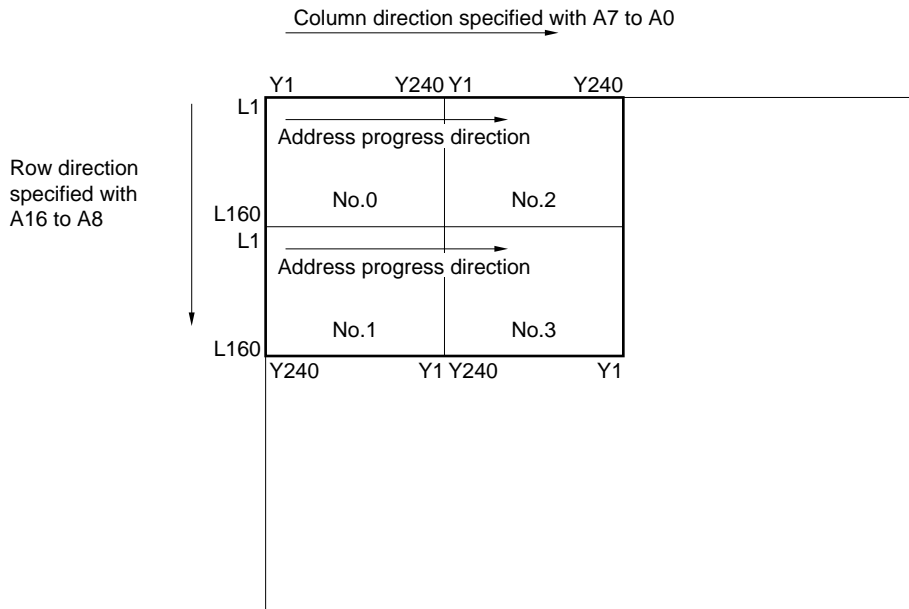 Column direction specified with A7 to A0
Y1 Y240 Y1 Y240
L1
Address progress direction
Row direction
specified with
A16 to A8
No.0 No.2
L160
L1
Address progress direction
No.1 No.3
L160
Y240 Y1 Y240 Y1